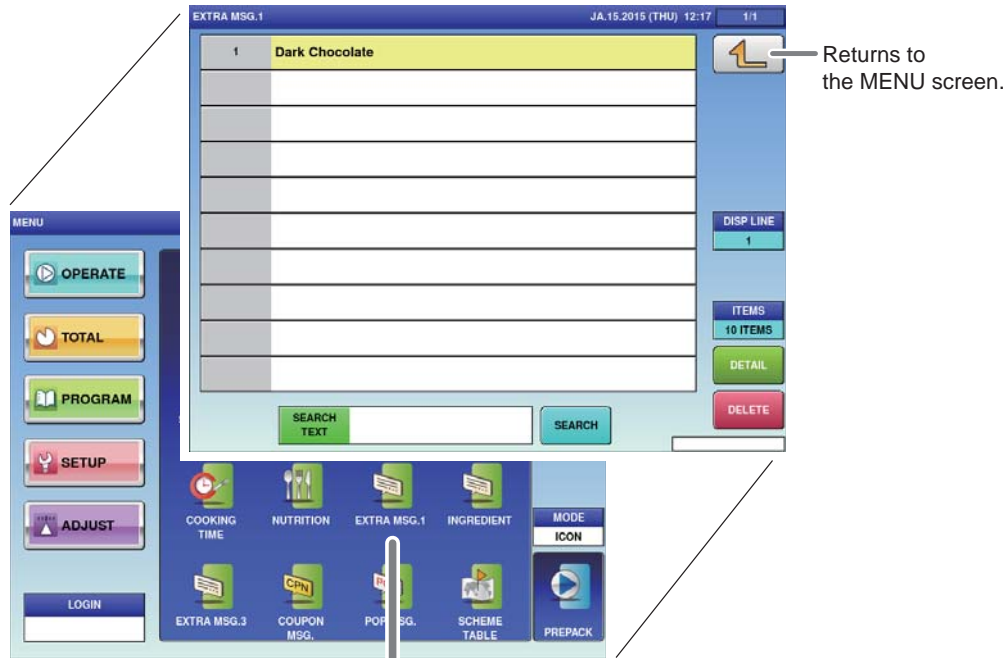 EXTRA MSG.1
JA.15.2015 (THU) 12:17
1/1
1
Dark Chocolate
Returns to
the MENU screen.
DISP LINE
1
ITEMS
10 ITEMS
DETAIL
DELETE
SEARCH
TEXT
SEARCH
MENU
OPERATE
TOTAL
PROGRAM
SETUP
ADJUST
LOGIN
COOKING
TIME
NUTRITION
EXTRA MSG.1
INGREDIENT
MODE
ICON
EXTRA MSG.3
CPN
COUPON
MSG.
SCHEME
TABLE
PREPACK